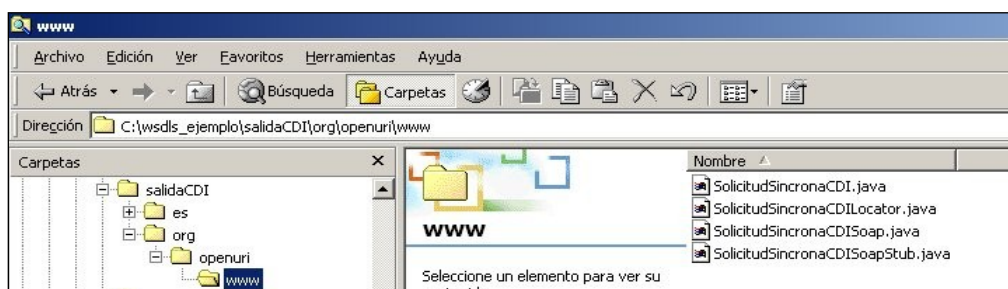 www
Archivo Edición Ver Favoritos Herramientas Ayuda
Atrás Búsqueda Carpetas
Dirección C:\wsdls_ejemplo\salidaCDI\org\openuri\www
Carpetas
salidaCDI
es
org
openuri
www
www
Seleccione un elemento para ver su
Nombre
SolicitudSincronaCDI.java
SolicitudSincronaCDILocator.java
SolicitudSincronaCDISoap.java
SolicitudSincronaCDISoapStub.java